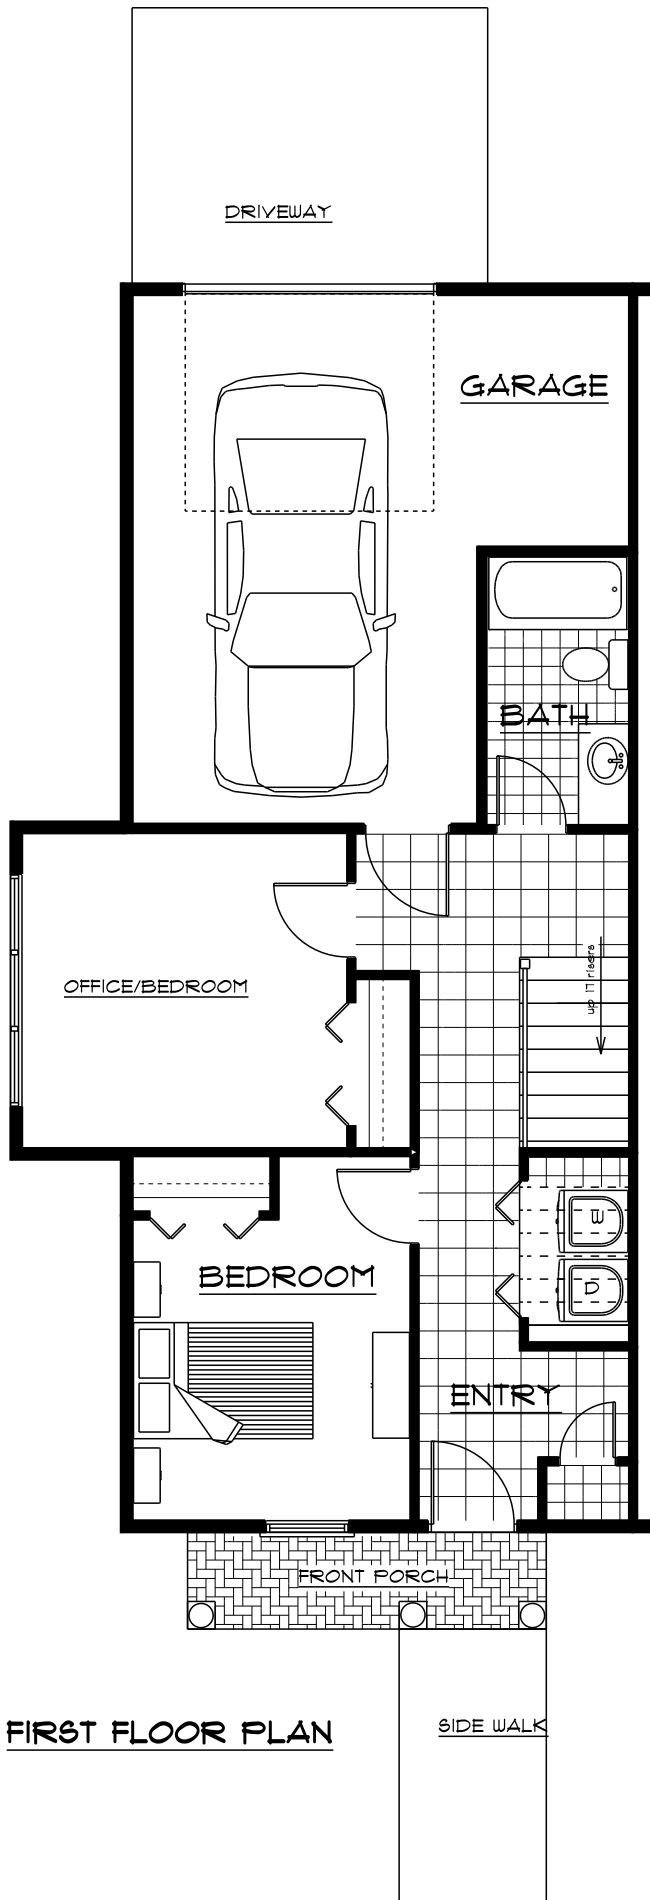 DRIVEWAY
GARAGE
BATH
up 17 risers
OFFICE/BEDROOM
W
BEDROOM
D
ENTRY
FRONT PORCH
FIRST FLOOR PLAN
SIDE WALK